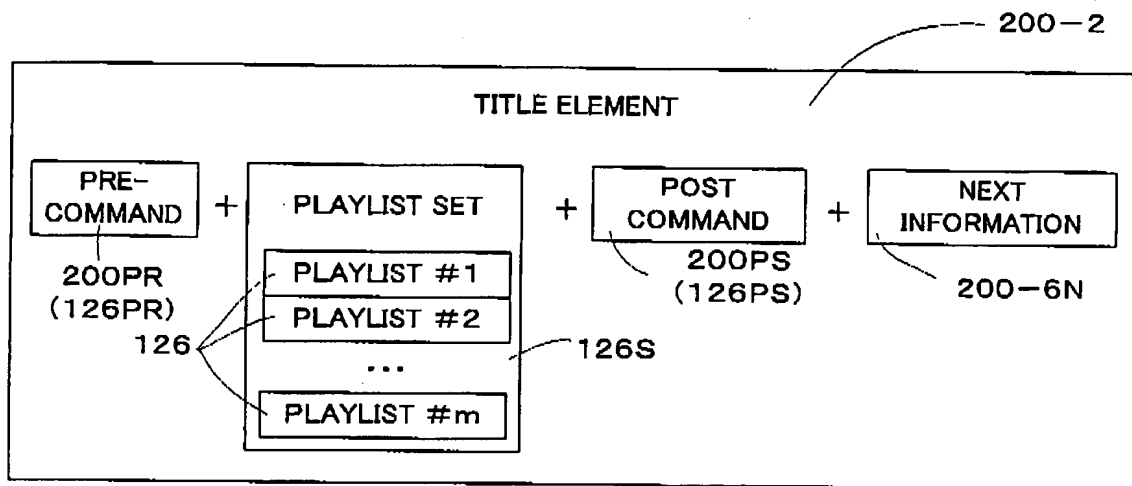 200-2
TITLE ELEMENT
PRE-
COMMAND
+
PLAYLIST SET
+
POST
COMMAND
+
NEXT
INFORMATION
200PR
(126PR)
PLAYLIST #1
PLAYLIST #2
...
PLAYLIST #m
126
126S
200PS
(126PS)
200-6N